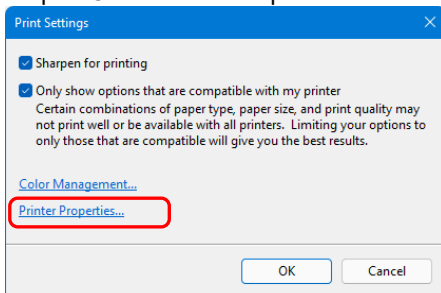 Print Settings
Sharpen for printing
Only show options that are compatible with my printer
Certain combinations of paper type, paper size, and print quality may
not print well or be available with all printers. Limiting your options to
only those that are compatible will give you the best results.
Color Management...
Printer Properties...
OK Cancel